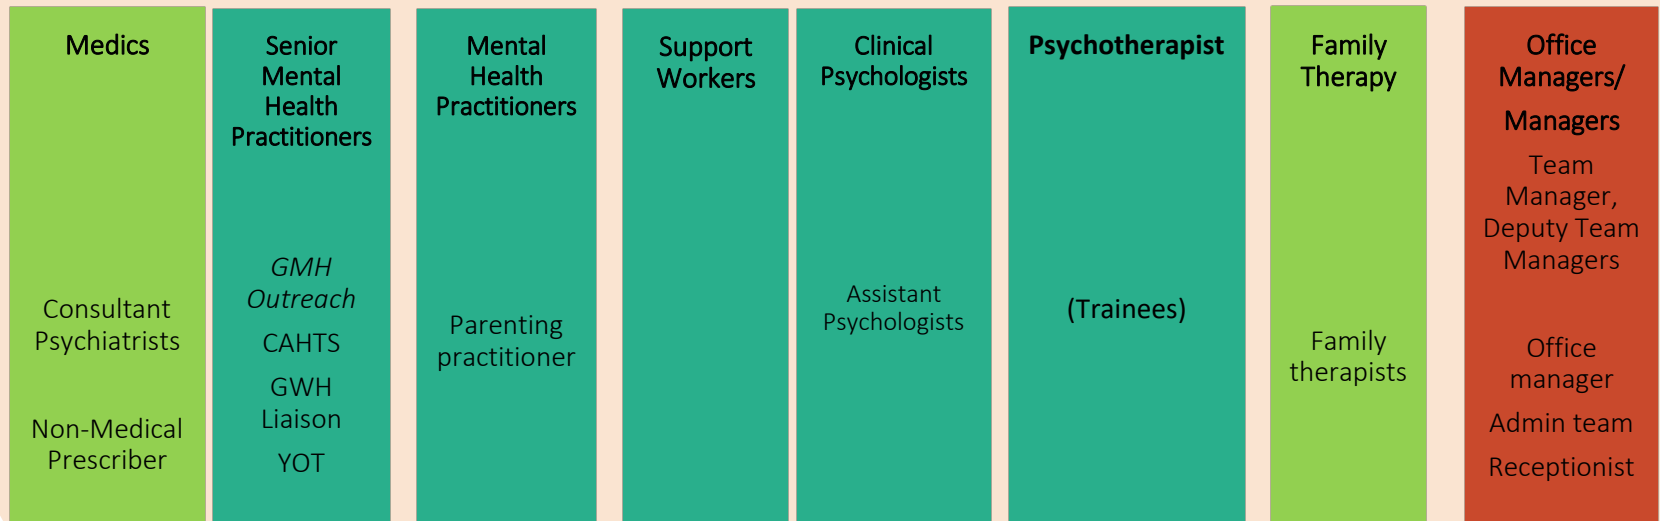 Medics
Consultant
Psychiatrists
Non-Medical
Prescriber
Senior
Mental
Health
Practitioners
GMH
Outreach
CAHTS
GWH
Liaison
YOT
Mental
Health
Practitioners
Parenting
practitioner
Support
Workers
Clinical
Psychologists
Assistant
Psychologists
Psychotherapist
(Trainees)
Family
Therapy
Family
therapists
Office
Managers/
Managers
Team
Manager,
Deputy Team
Managers
Office
manager
Admin team
Receptionist